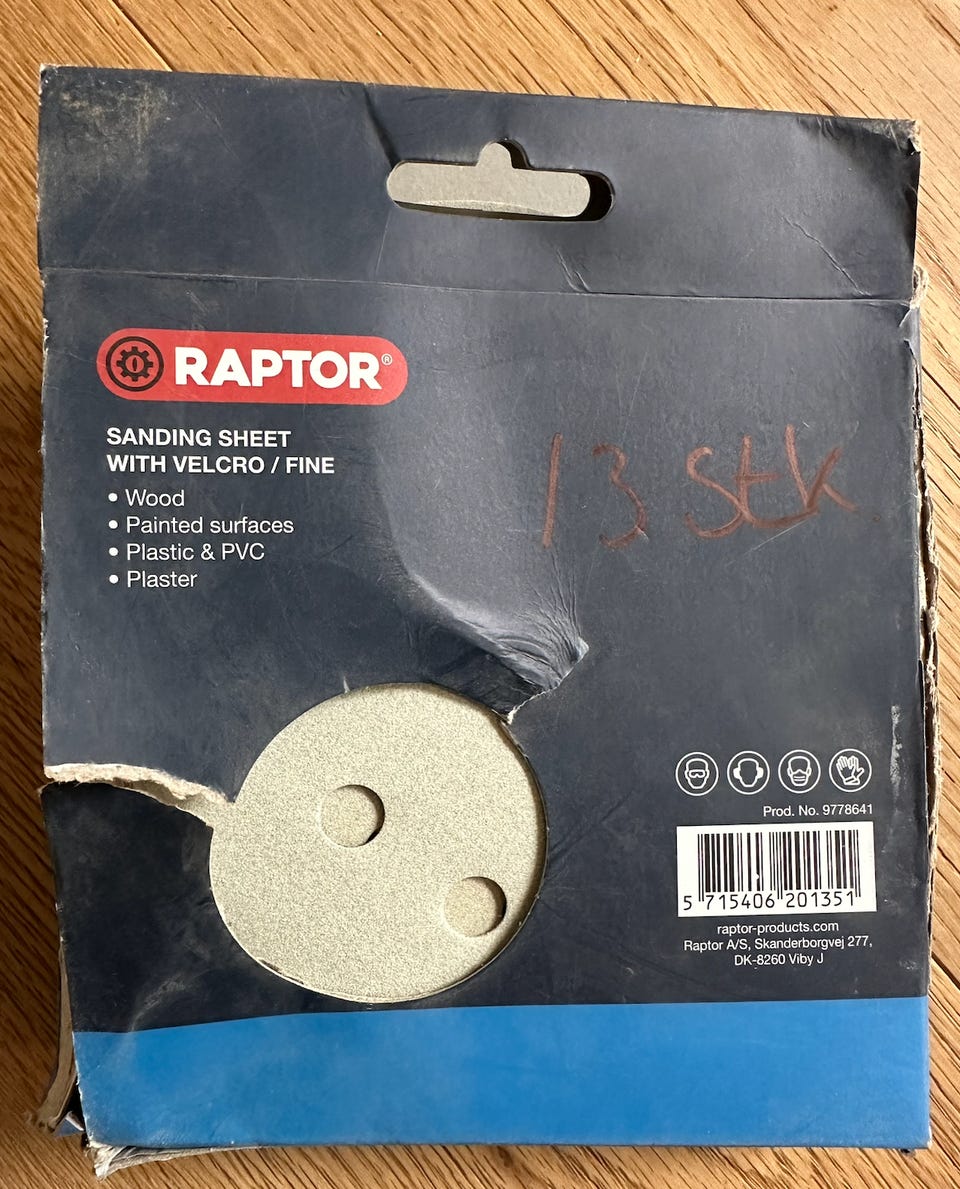 RAPTOR®
SANDING SHEET
WITH VELCRO / FINE
• Wood
• Painted surfaces
• Plastic & PVC
• Plaster
13 Stk
Prod. No. 9778641
5 715406 201351
raptor-products.com
Raptor A/S, Skanderborgvej 277,
DK-8260 Viby J